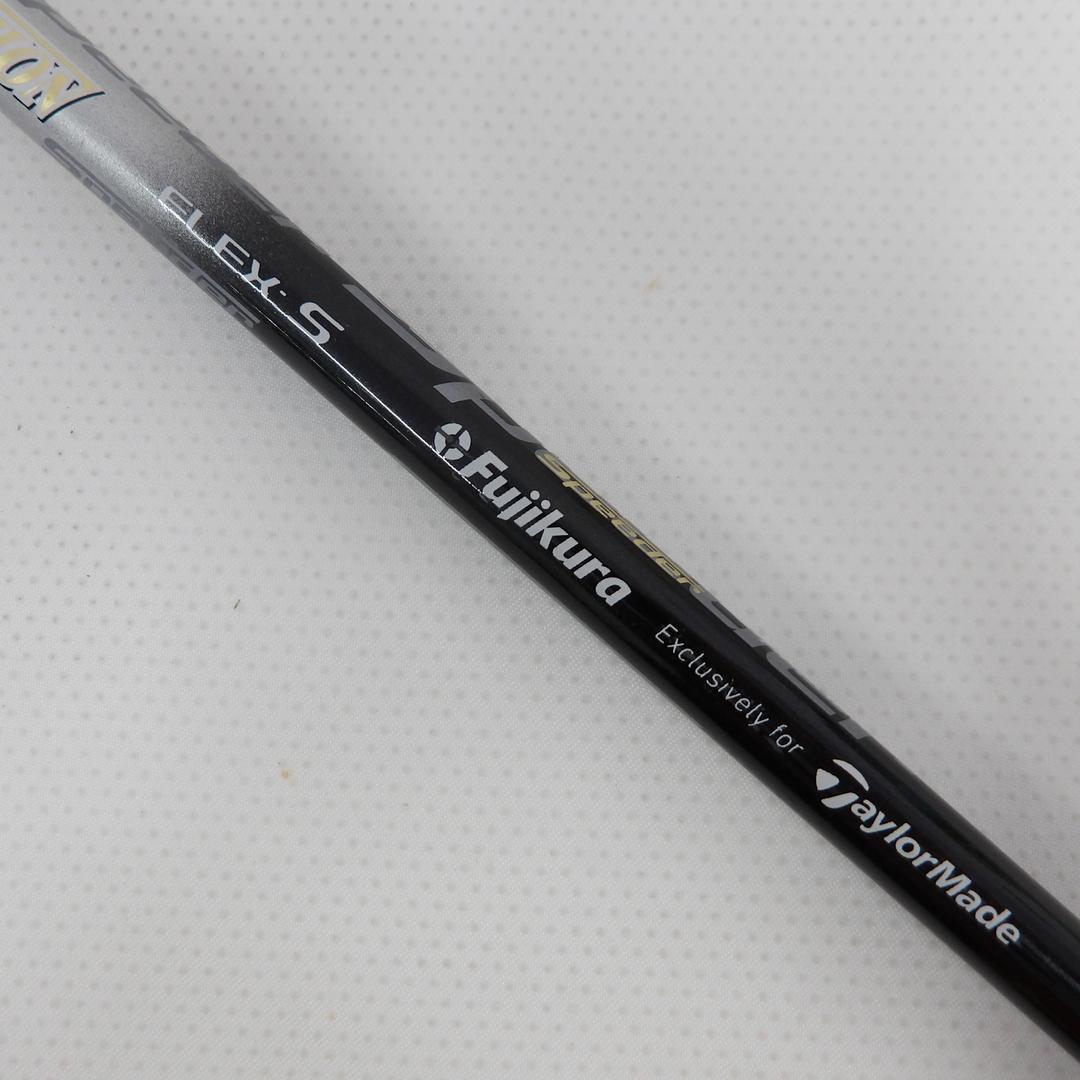 FLEX-S
Fujikura
Speeder
Exclusively for
TaylorMade